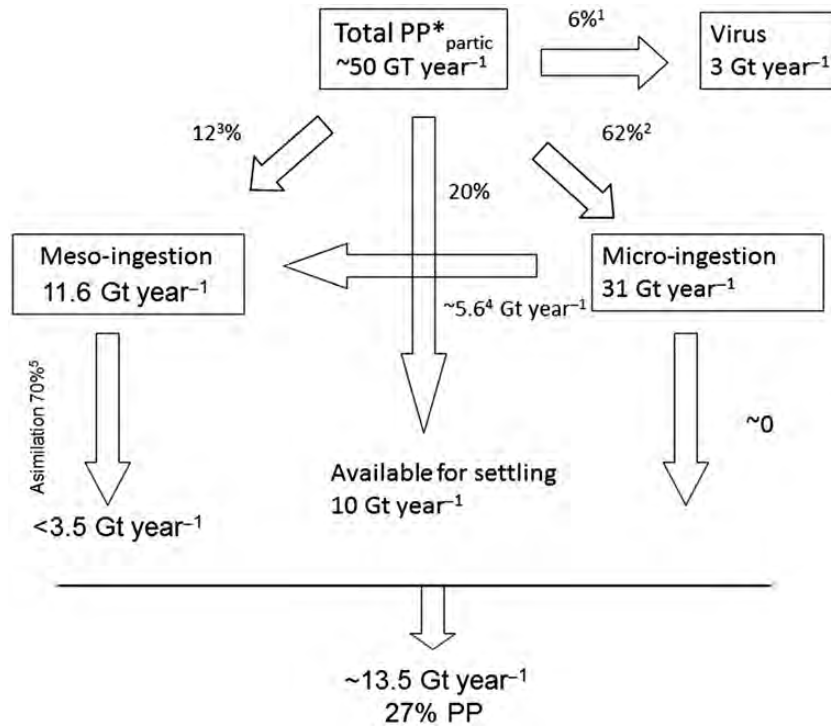 Total PP*partic
~50 GT year⁻¹
6%¹
Virus
3 Gt year⁻¹
12³%
62%²
20%
Meso-ingestion
11.6 Gt year⁻¹
Micro-ingestion
31 Gt year⁻¹
~5.6⁴ Gt year⁻¹
Asimilation 70%⁵
~0
Available for settling
10 Gt year⁻¹
<3.5 Gt year⁻¹
~13.5 Gt year⁻¹
27% PP